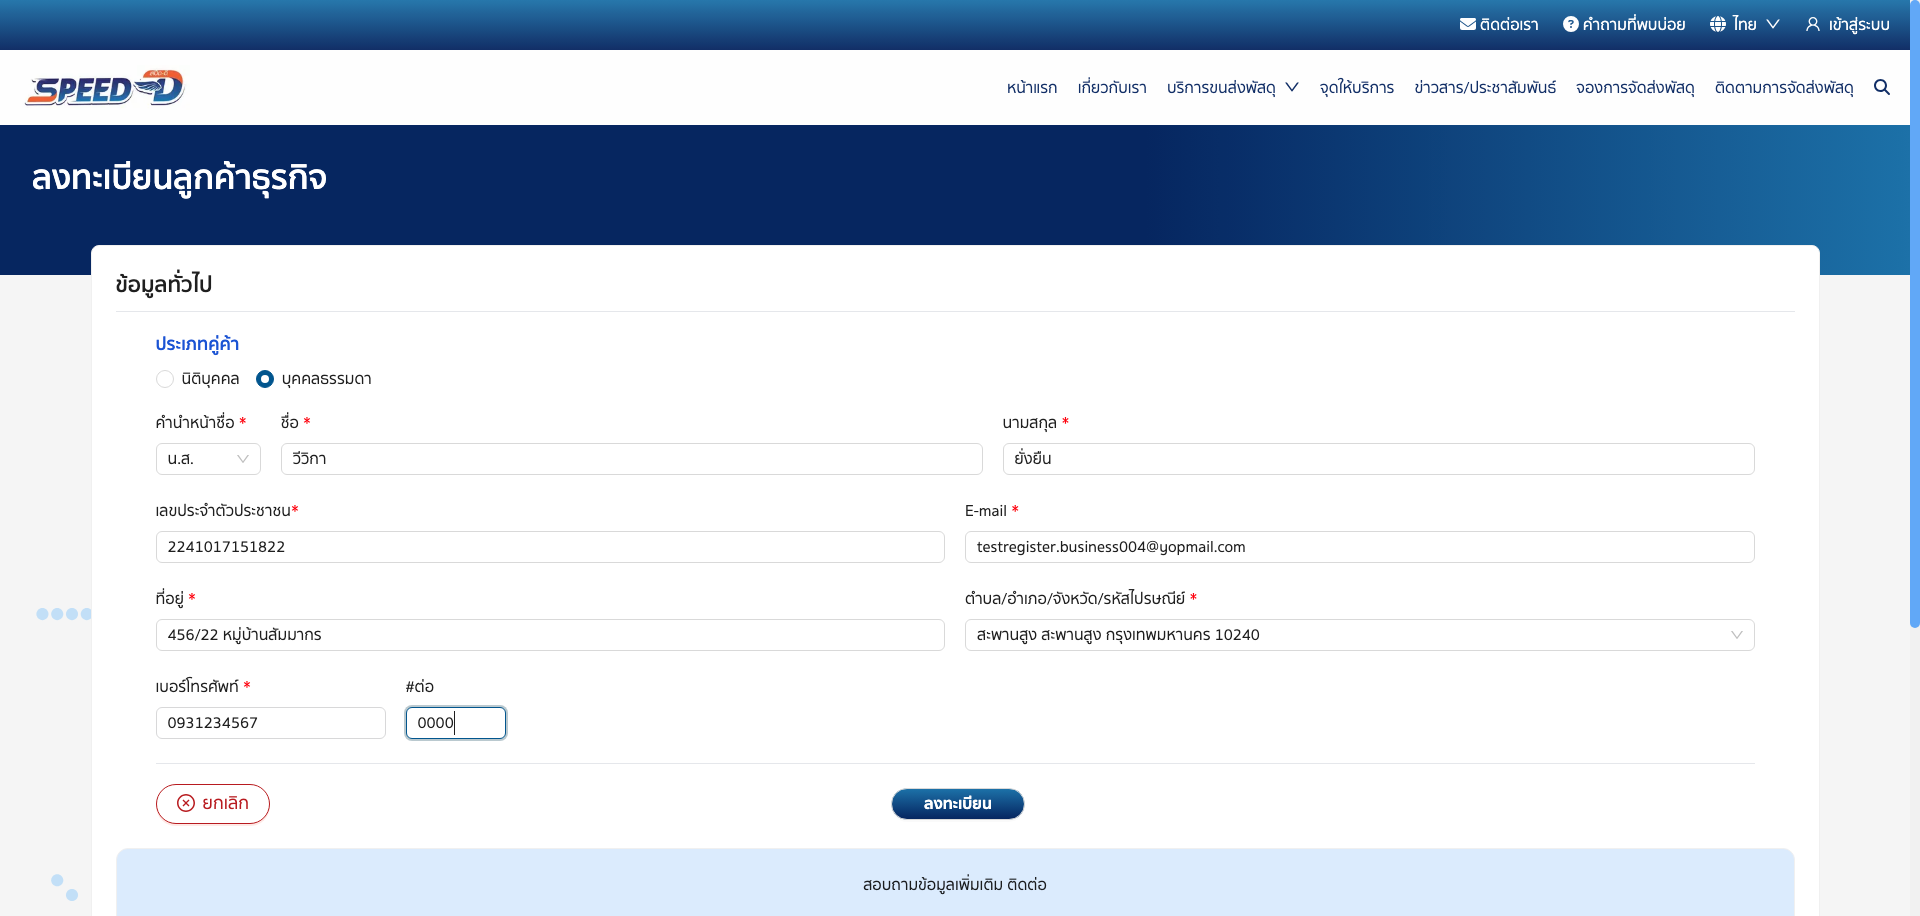 ติดต่อเรา คำถามที่พบบ่อย ไทย เข้าสู่ระบบ
SPEED-D หน้าแรก เกี่ยวกับเรา บริการขนส่งพัสดุ จุดให้บริการ ข่าวสาร/ประชาสัมพันธ์ จองการจัดส่งพัสดุ ติดตามการจัดส่งพัสดุ
ลงทะเบียนลูกค้าธุรกิจ
ข้อมูลทั่วไป
ประเภทคู่ค้า
นิติบุคคล บุคคลธรรมดา
คำนำหน้าชื่อ * ชื่อ * นามสกุล *
น.ส. วีวิกา ยั่งยืน
เลขประจำตัวประชาชน* E-mail *
2241017151822 testregister.business004@yopmail.com
ที่อยู่ * ตำบล/อำเภอ/จังหวัด/รหัสไปรษณีย์ *
456/22 หมู่บ้านสัมมากร สะพานสูง สะพานสูง กรุงเทพมหานคร 10240
เบอร์โทรศัพท์ * #ต่อ
0931234567 0000
ยกเลิก ลงทะเบียน
สอบถามข้อมูลเพิ่มเติม ติดต่อ